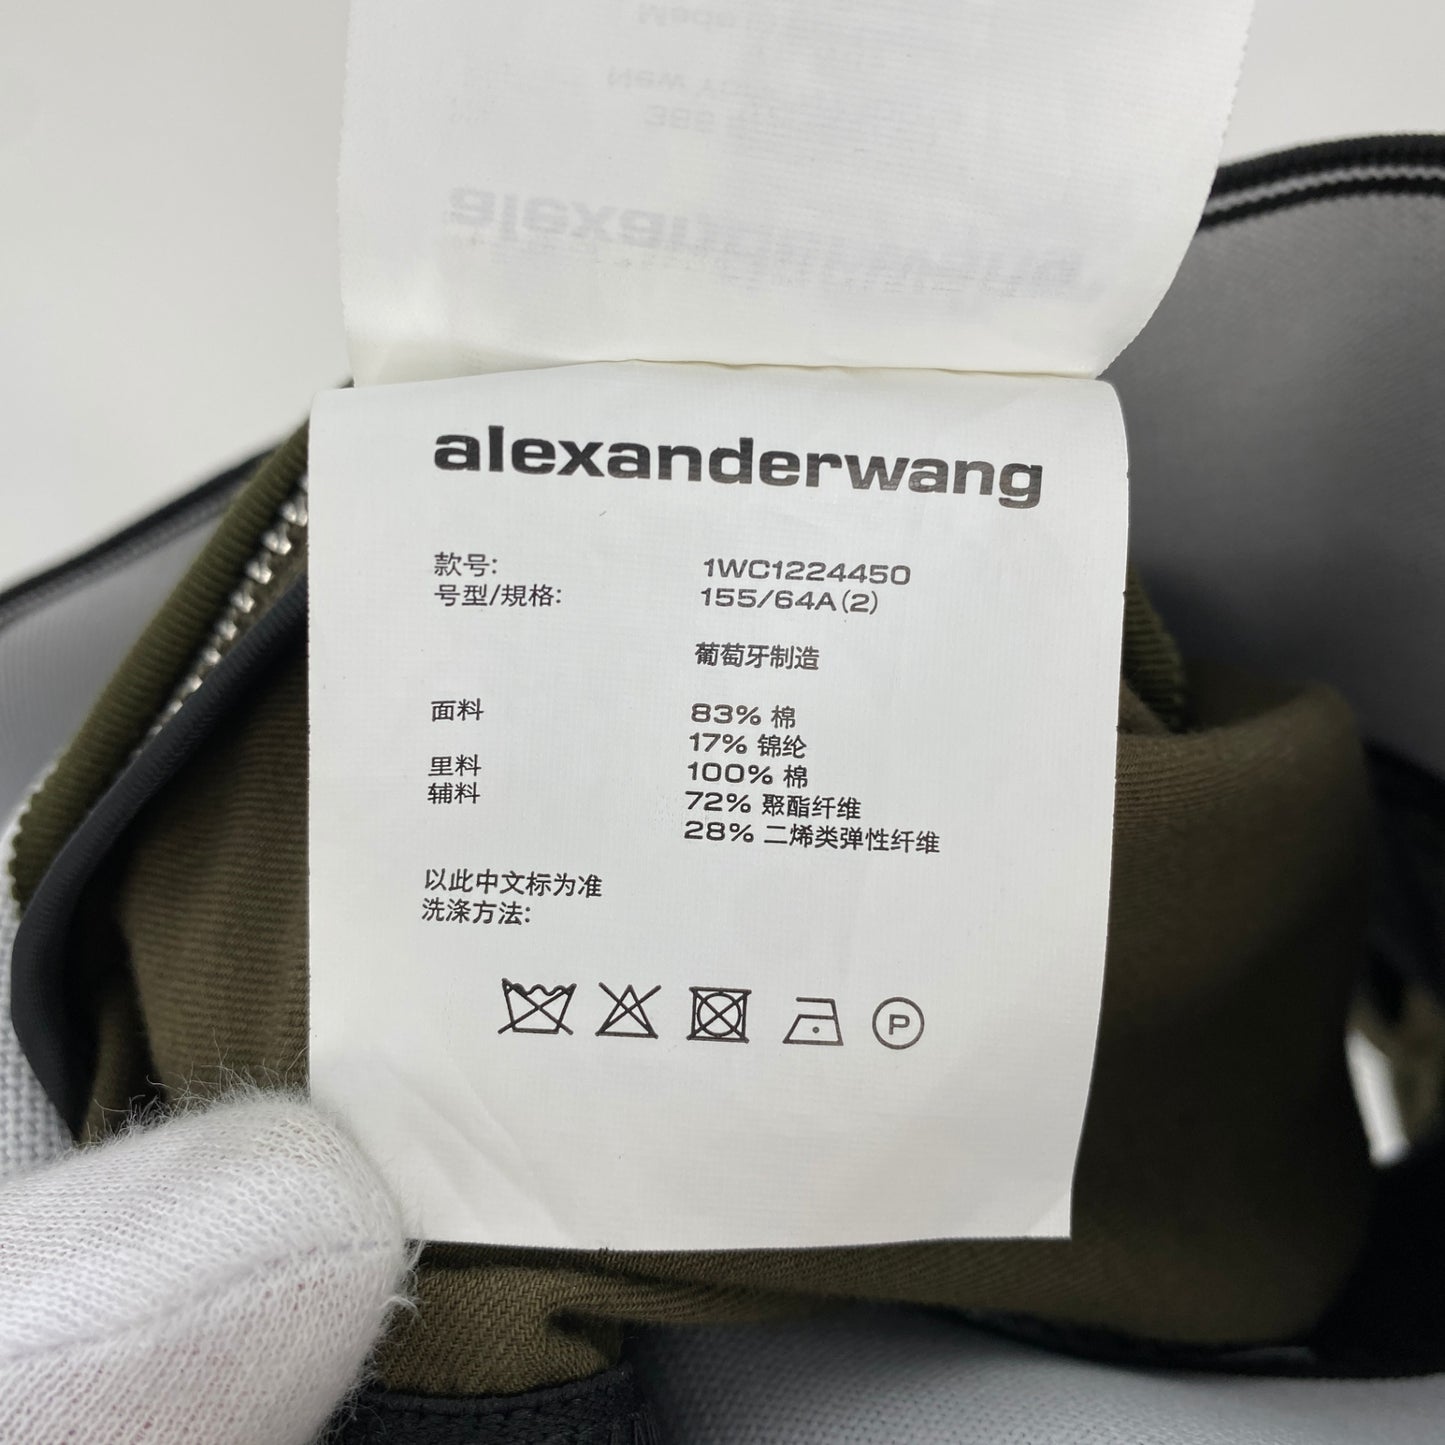 alexanderwang
alexanderwang
款号: 1WC1224450
号型/規格: 155/64A(2)
葡萄牙制造
面料 83% 棉
17% 锦纶
里料 100% 棉
辅料 72% 聚酯纤维
28% 二烯类弹性纤维
以此中文标为准
洗涤方法:
P